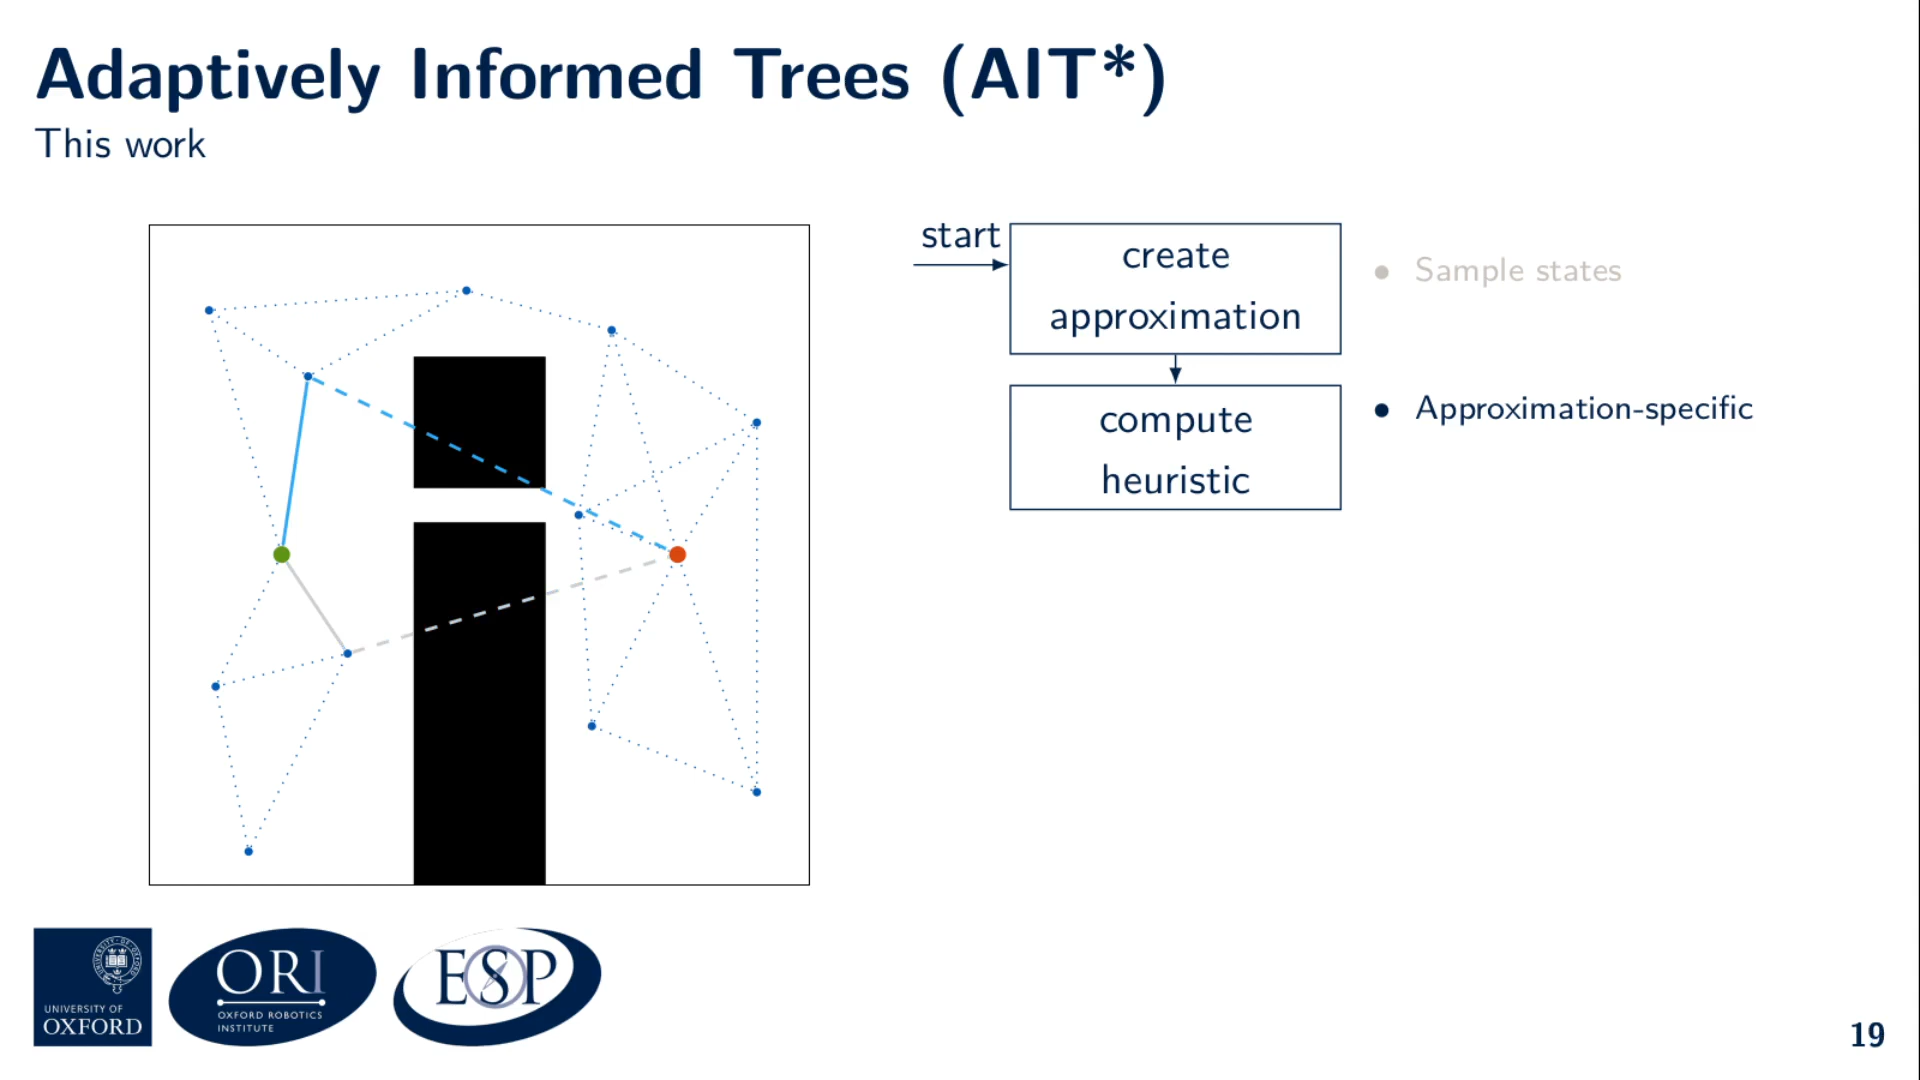 Adaptively Informed Trees (AIT*)
This work
start
create
approximation
• Sample states
compute
heuristic
• Approximation-specific
UNIVERSITY OF
OXFORD
ORI
OXFORD ROBOTICS
INSTITUTE
ESP
19